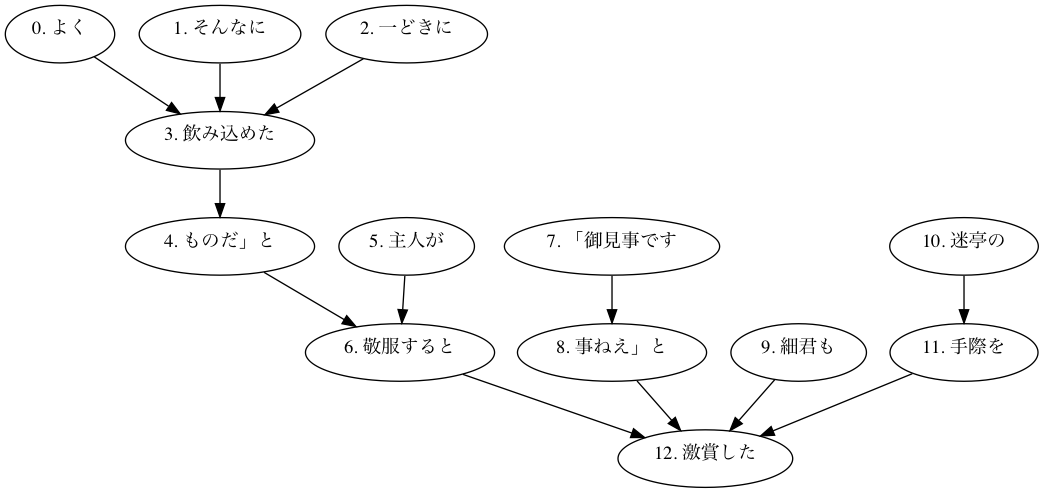 0. よく
1. そんなに
2. 一どきに
3. 飲み込めた
4. ものだ」と
5. 主人が
7. 「御見事です
10. 迷亭の
6. 敬服すると
8. 事ねえ」と
9. 細君も
11. 手際を
12. 激賞した